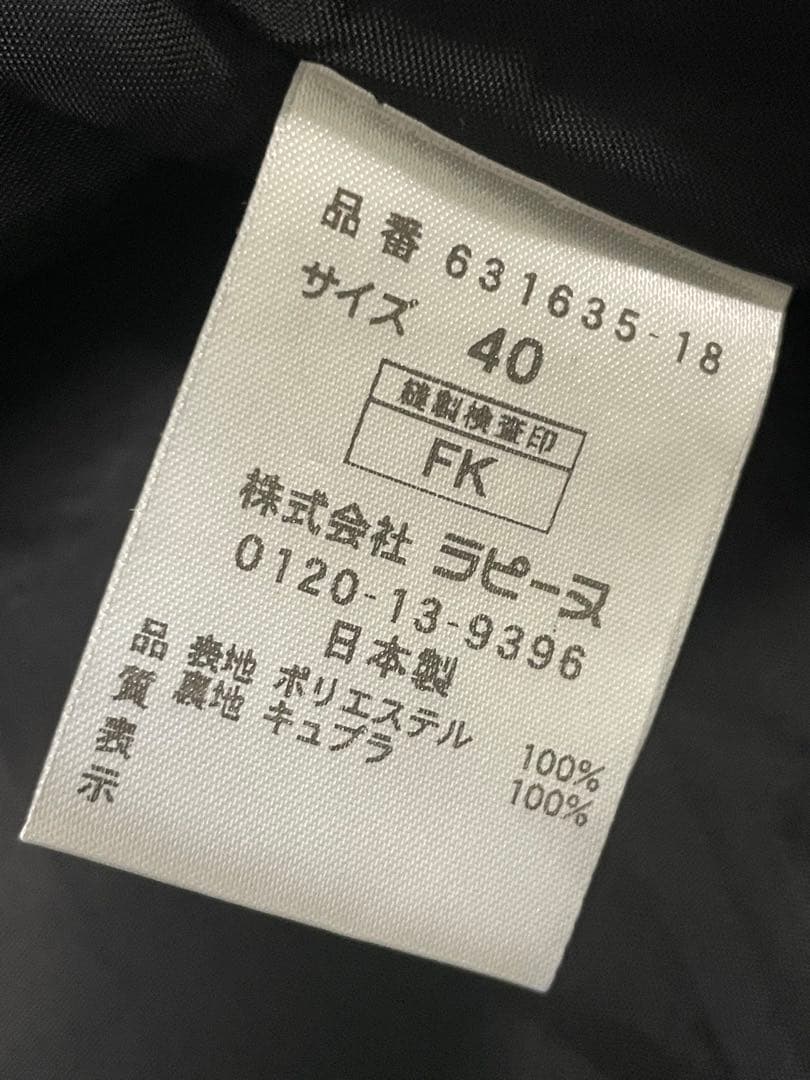 品番 631635-18
サイズ 40
縫製検査印
FK
株式会社 ラピーヌ
0120-13-9396
日本製
品質表示
表地 ポリエステル 100%
裏地 キュプラ 100%